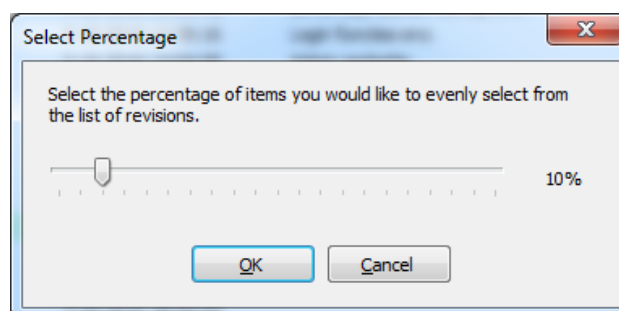 Select Percentage
Select the percentage of items you would like to evenly select from
the list of revisions.
10%
OK
Cancel